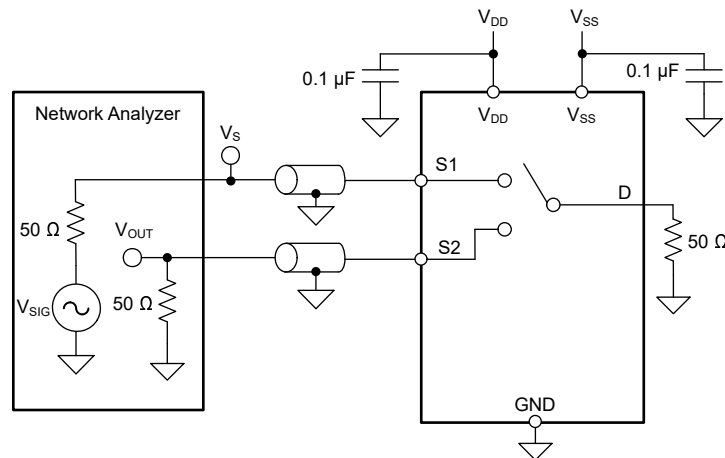 V_DD
V_SS
0.1 µF
0.1 µF
Network Analyzer
V_DD
V_SS
V_S
S1
D
50 Ω
V_OUT
50 Ω
S2
V_SIG
50 Ω
GND